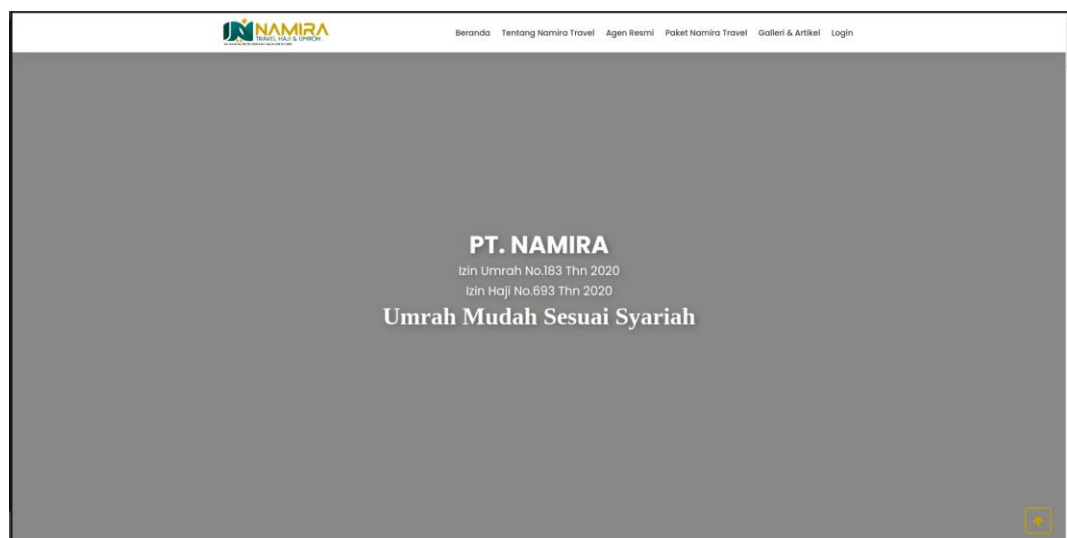 NAMIRA
TRAVEL HAJI & UMROH
Beranda Tentang Namira Travel Agen Resmi Paket Namira Travel Galleri & Artikel Login
PT. NAMIRA
Izin Umrah No.183 Thn 2020
Izin Haji No.693 Thn 2020
Umrah Mudah Sesuai Syariah